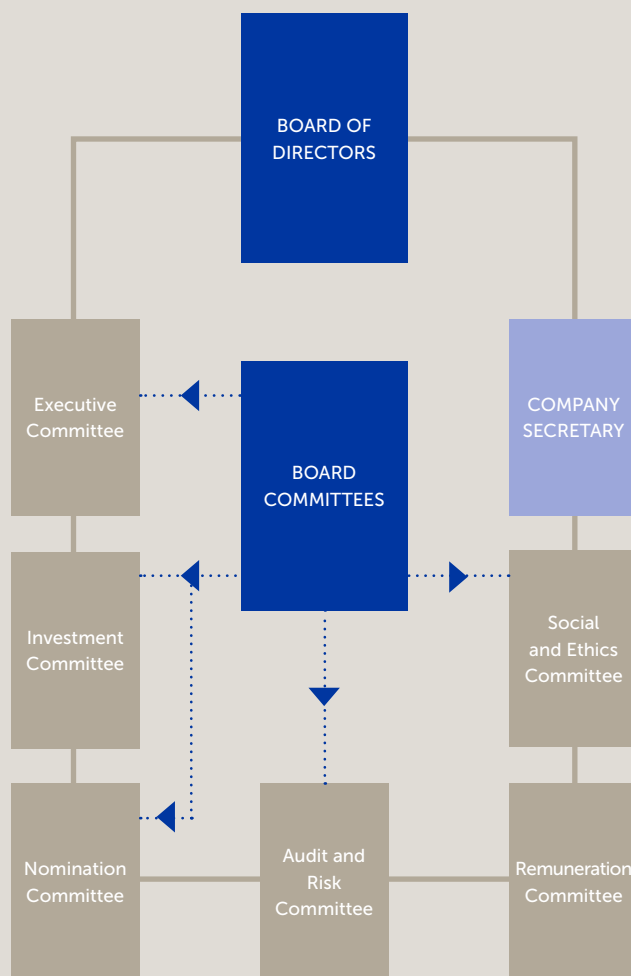 BOARD OF
DIRECTORS
Executive
Committee
BOARD
COMMITTEES
COMPANY
SECRETARY
Investment
Committee
Social
and Ethics
Committee
Nomination
Committee
Audit and
Risk
Committee
Remuneration
Committee